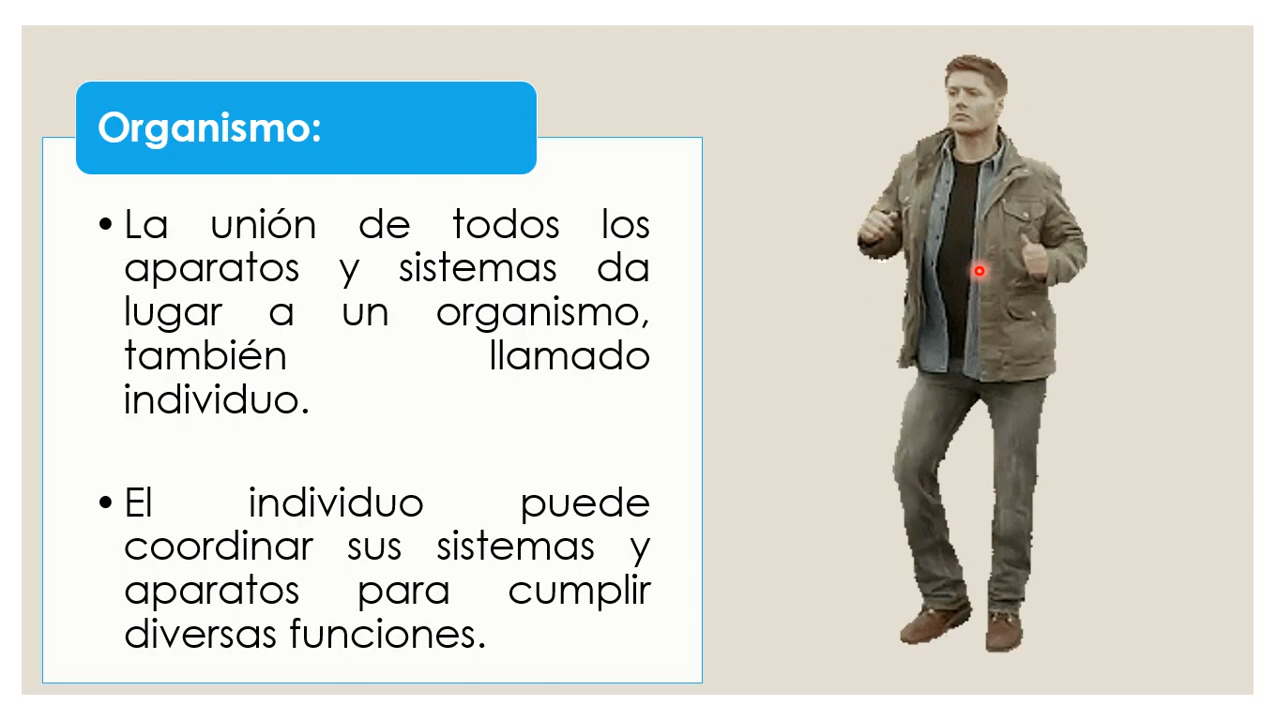 Organismo:
• La unión de todos los
aparatos y sistemas da
lugar a un organismo,
también llamado
individuo.
• El individuo puede
coordinar sus sistemas y
aparatos para cumplir
diversas funciones.